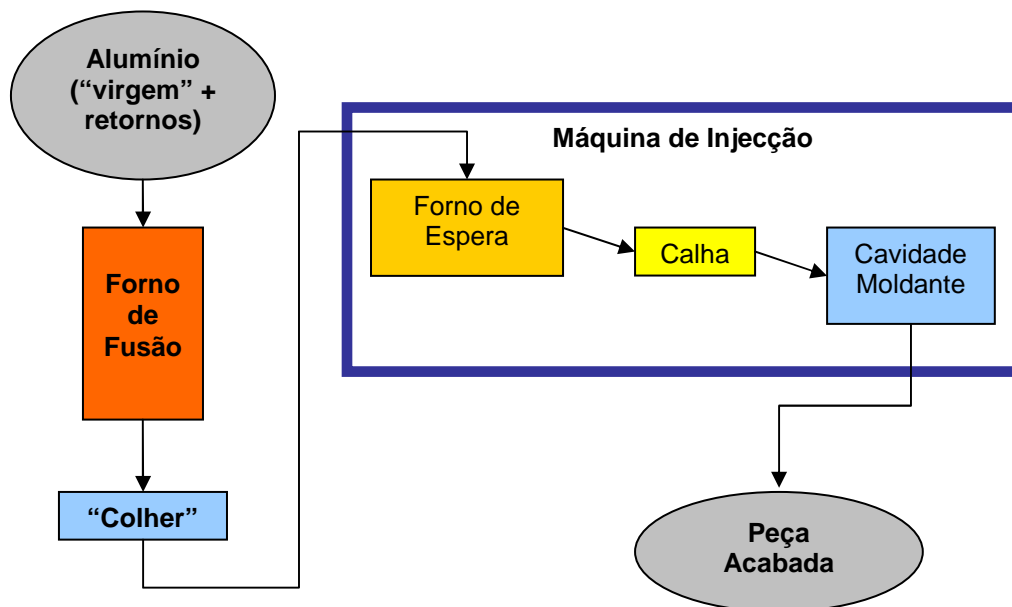 Alumínio
(“virgem” +
retornos)
Forno
de
Fusão
“Colher”
Máquina de Injecção
Forno de
Espera
Calha
Cavidade
Moldante
Peça
Acabada